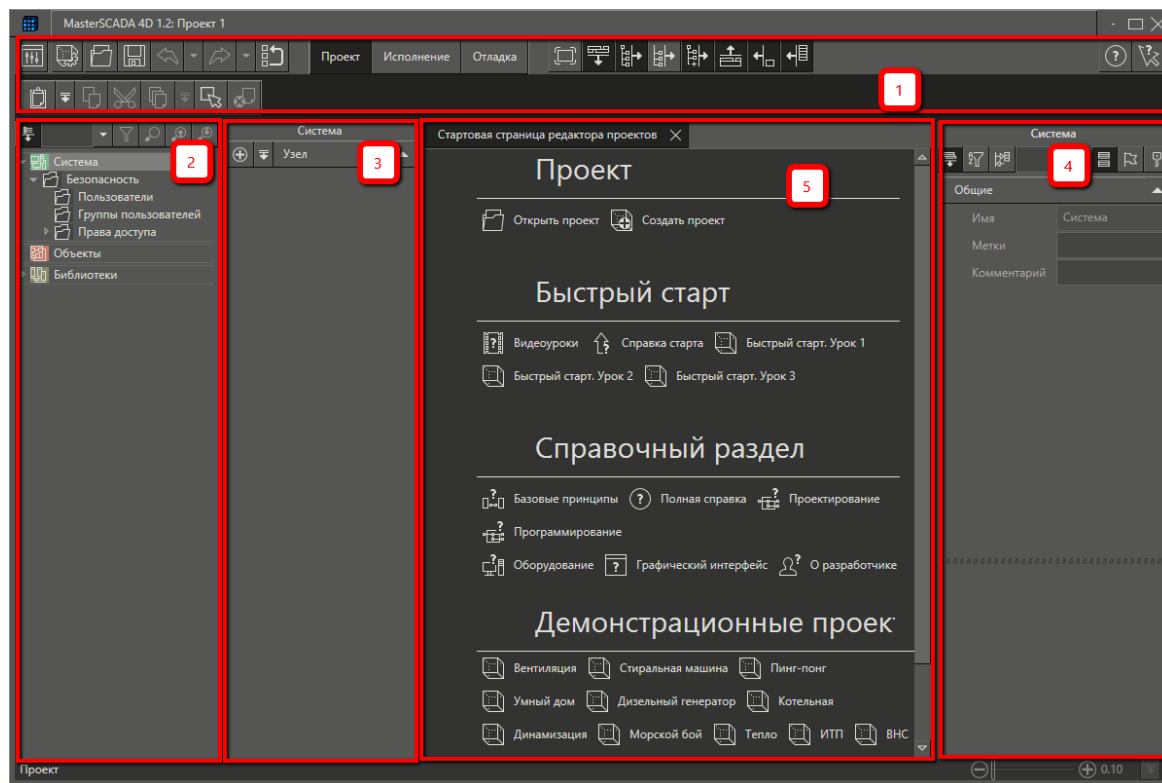 MasterSCADA 4D 1.2: Проект 1
Проект Исполнение Отладка
1
2
Система
Безопасность
Пользователи
Группы пользователей
Права доступа
Объекты
Библиотеки
Система
Узел
3
Стартовая страница редактора проектов
Проект
5
Открыть проект Создать проект
Быстрый старт
Видеоуроки Справка старта Быстрый старт. Урок 1
Быстрый старт. Урок 2 Быстрый старт. Урок 3
Справочный раздел
Базовые принципы Полная справка Проектирование
Программирование
Оборудование Графический интерфейс О разработчике
Демонстрационные проек
Вентиляция Стиральная машина Пинг-понг
Умный дом Дизельный генератор Котельная
Динамизация Морской бой Тепло ИТП ВНС
Система
4
Общие
Имя Система
Метки
Комментарий
Проект
0.10